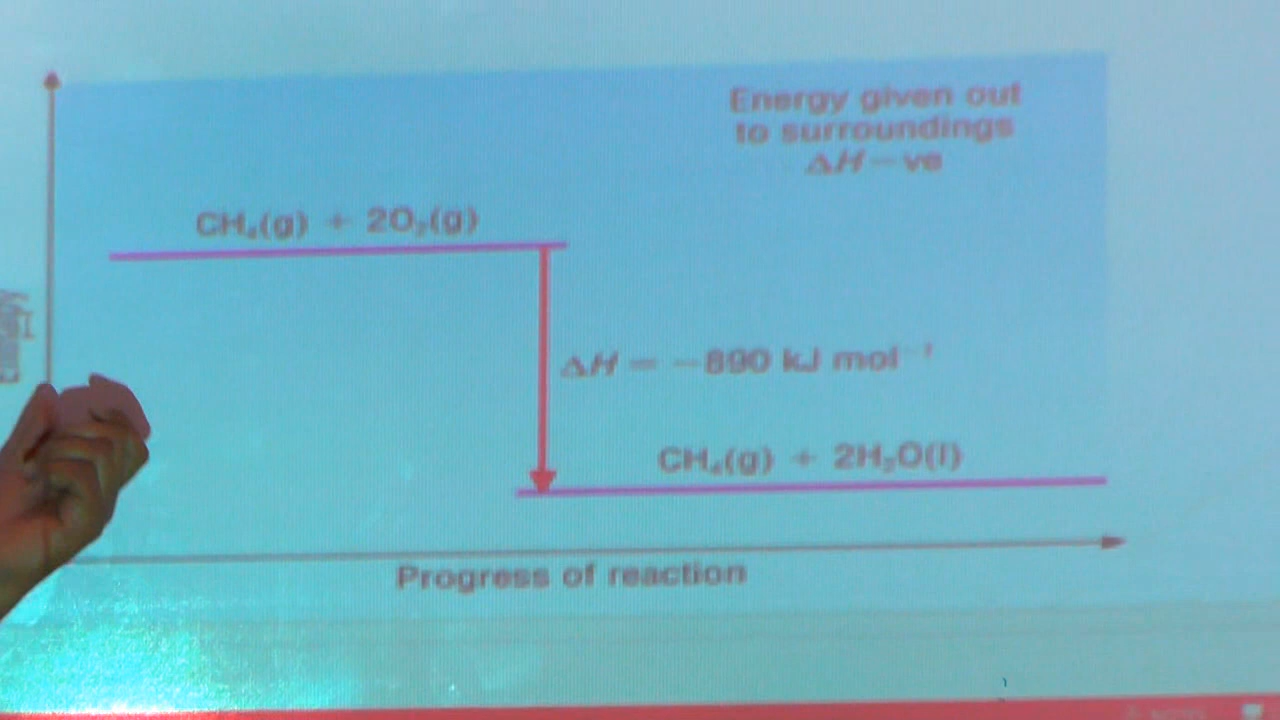 Energy given out
to surroundings
ΔH – ve
CH₄(g) + 2O₂(g)
ΔH = −890 kJ mol⁻¹
CH₄(g) + 2H₂O(l)
Progress of reaction